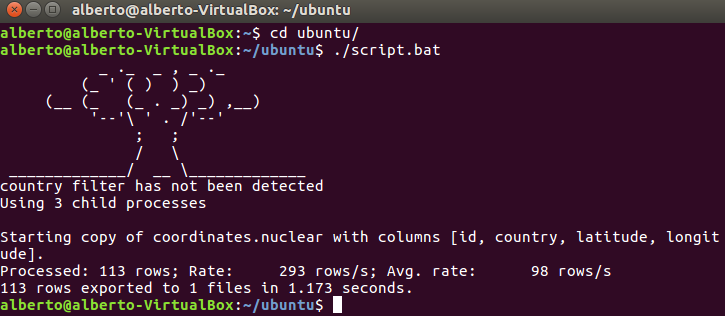 alberto@alberto-VirtualBox: ~/ubuntu
alberto@alberto-VirtualBox:~$ cd ubuntu/
alberto@alberto-VirtualBox:~/ubuntu$ ./script.bat
            _ ._  _ , _ ._
          (_ ' ( )  ) _)
      (__ (_   (_ . _) _) ,__)
            '--'\ ' . /'--'
                  ;    ;
                  /    \
 _____________/  __ \_____________
country filter has not been detected
Using 3 child processes
Starting copy of coordinates.nuclear with columns [id, country, latitude, longit
ude].
Processed: 113 rows; Rate:     293 rows/s; Avg. rate:      98 rows/s
113 rows exported to 1 files in 1.173 seconds.
alberto@alberto-VirtualBox:~/ubuntu$